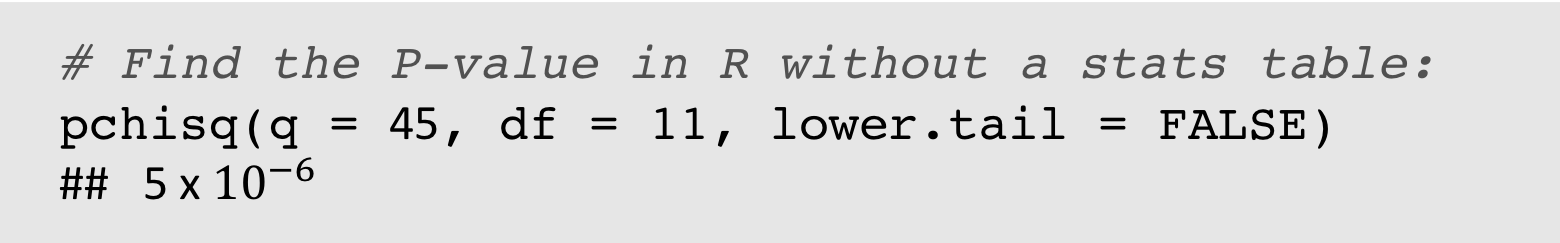 # Find the P-value in R without a stats table:
pchisq(q = 45, df = 11, lower.tail = FALSE)
## 5 x 10⁻⁶